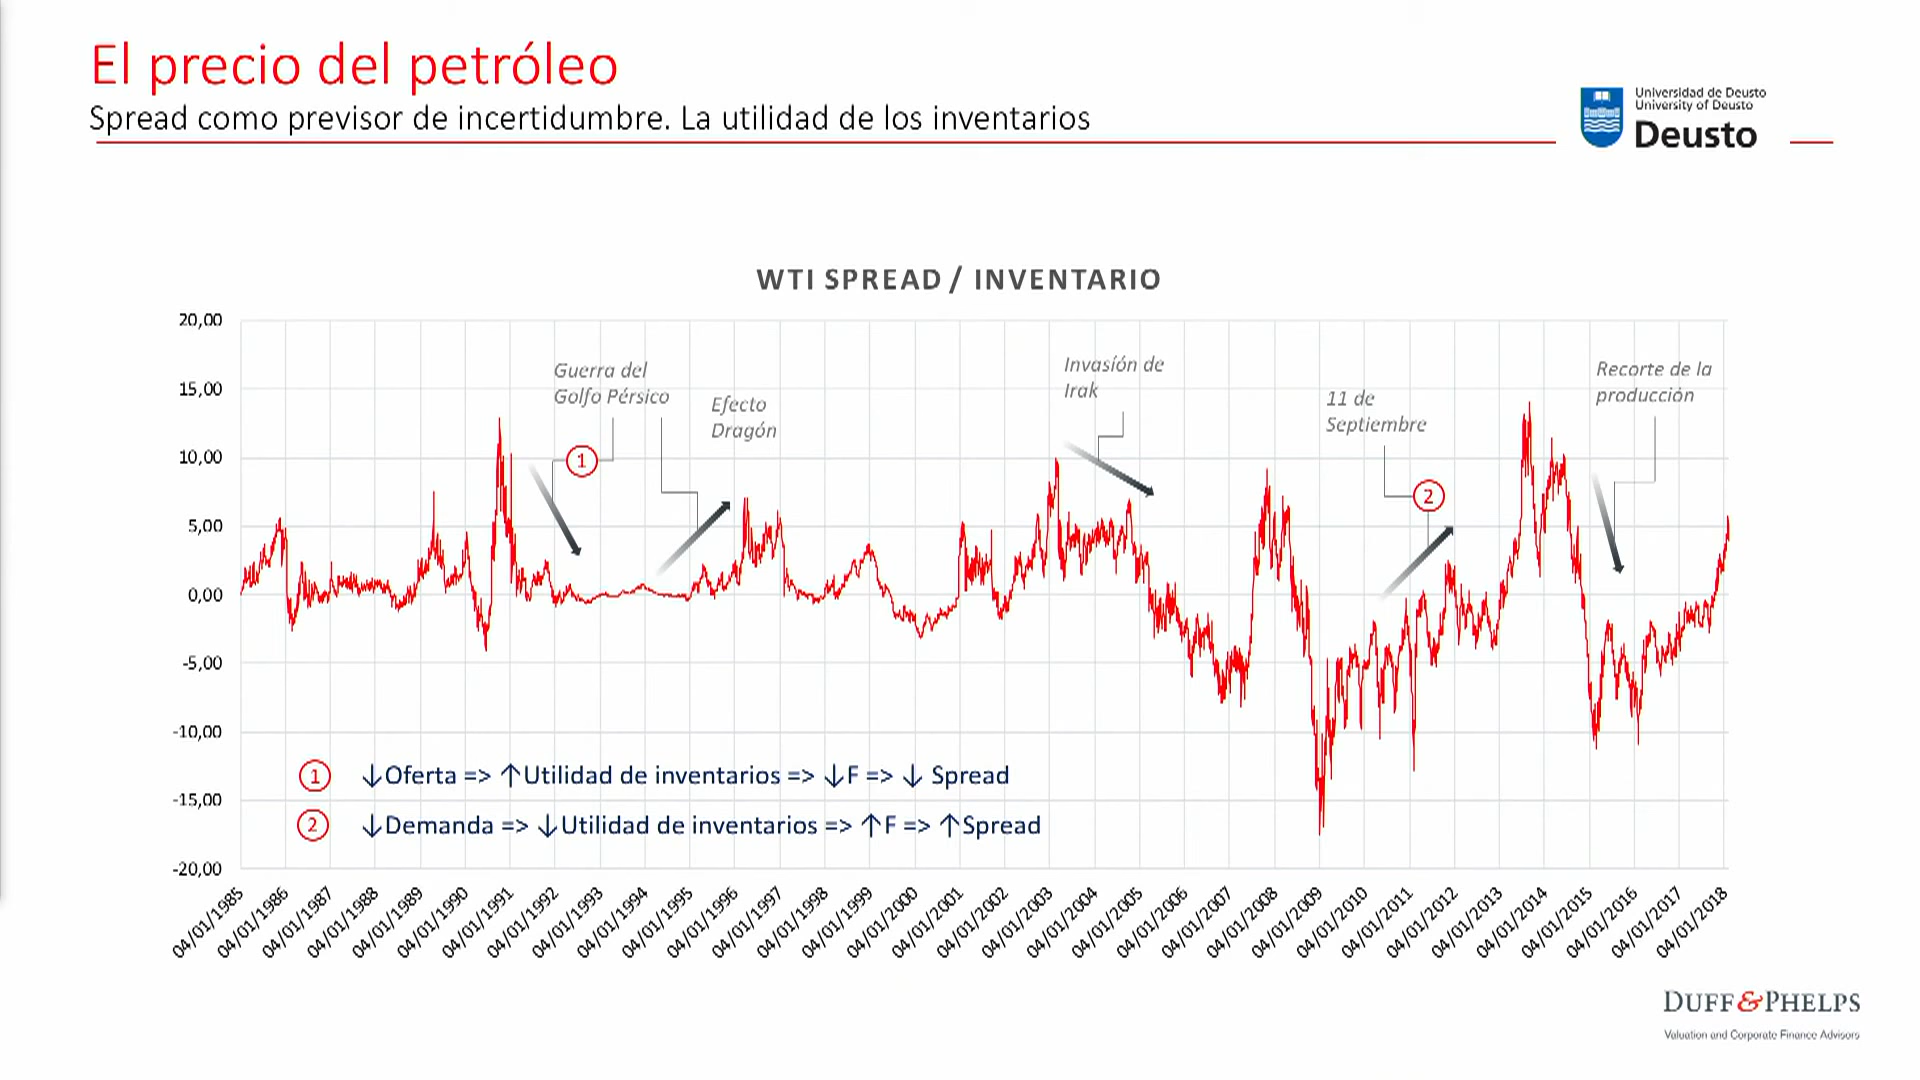 El precio del petróleo
Spread como previsor de incertidumbre. La utilidad de los inventarios
Universidad de Deusto
University of Deusto
Deusto
WTI SPREAD / INVENTARIO
20,00
15,00
10,00
5,00
0,00
-5,00
-10,00
-15,00
-20,00
Guerra del
Golfo Pérsico
1
Efecto
Dragón
Invasíón de
Irak
11 de
Septiembre
2
Recorte de la
producción
1 ↓Oferta => ↑Utilidad de inventarios => ↓F => ↓ Spread
2 ↓Demanda => ↓Utilidad de inventarios => ↑F => ↑Spread
04/01/1985
04/01/1986
04/01/1987
04/01/1988
04/01/1989
04/01/1990
04/01/1991
04/01/1992
04/01/1993
04/01/1994
04/01/1995
04/01/1996
04/01/1997
04/01/1998
04/01/1999
04/01/2000
04/01/2001
04/01/2002
04/01/2003
04/01/2004
04/01/2005
04/01/2006
04/01/2007
04/01/2008
04/01/2009
04/01/2010
04/01/2011
04/01/2012
04/01/2013
04/01/2014
04/01/2015
04/01/2016
04/01/2017
04/01/2018
DUFF&PHELPS
Valuation and Corporate Finance Advisors